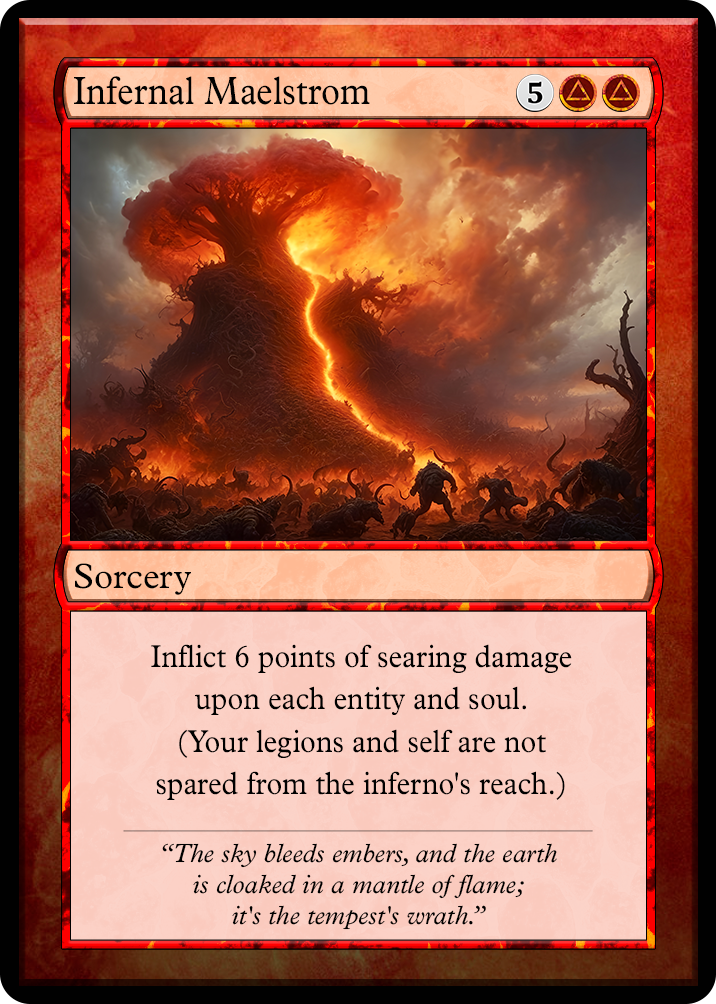 Infernal Maelstrom 5
Sorcery
Inflict 6 points of searing damage
upon each entity and soul.
(Your legions and self are not
spared from the inferno's reach.)
“The sky bleeds embers, and the earth
is cloaked in a mantle of flame;
it's the tempest's wrath.”